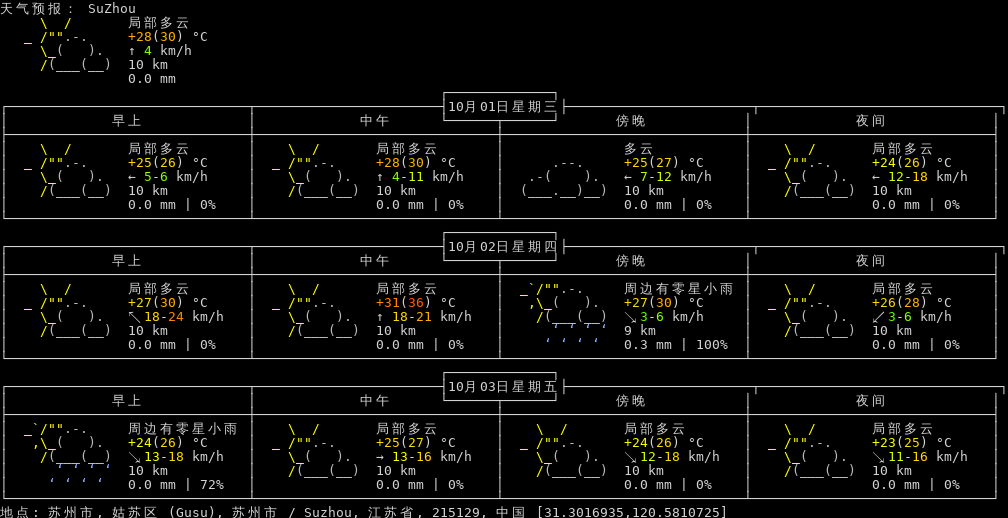 天气预报: SuZhou
局部多云
+28(30) °C
↑ 4 km/h
10 km
0.0 mm
10月01日星期三
早上 中午 傍晚 夜间
局部多云 局部多云 多云 局部多云
+25(26) °C +28(30) °C +25(27) °C +24(26) °C
← 5-6 km/h ↑ 4-11 km/h ← 7-12 km/h ← 12-18 km/h
10 km 10 km 10 km 10 km
0.0 mm | 0% 0.0 mm | 0% 0.0 mm | 0% 0.0 mm | 0%
10月02日星期四
早上 中午 傍晚 夜间
局部多云 局部多云 周边有零星小雨 局部多云
+27(30) °C +31(36) °C +27(30) °C +26(28) °C
↖ 18-24 km/h ↑ 18-21 km/h ↘ 3-6 km/h ↙ 3-6 km/h
10 km 10 km 9 km 10 km
0.0 mm | 0% 0.0 mm | 0% 0.3 mm | 100% 0.0 mm | 0%
10月03日星期五
早上 中午 傍晚 夜间
周边有零星小雨 局部多云 局部多云 局部多云
+24(26) °C +25(27) °C +24(26) °C +23(25) °C
↘ 13-18 km/h → 13-16 km/h ↘ 12-18 km/h ↘ 11-16 km/h
10 km 10 km 10 km 10 km
0.0 mm | 72% 0.0 mm | 0% 0.0 mm | 0% 0.0 mm | 0%
地点: 苏州市, 姑苏区 (Gusu), 苏州市 / Suzhou, 江苏省, 215129, 中国 [31.3016935,120.5810725]